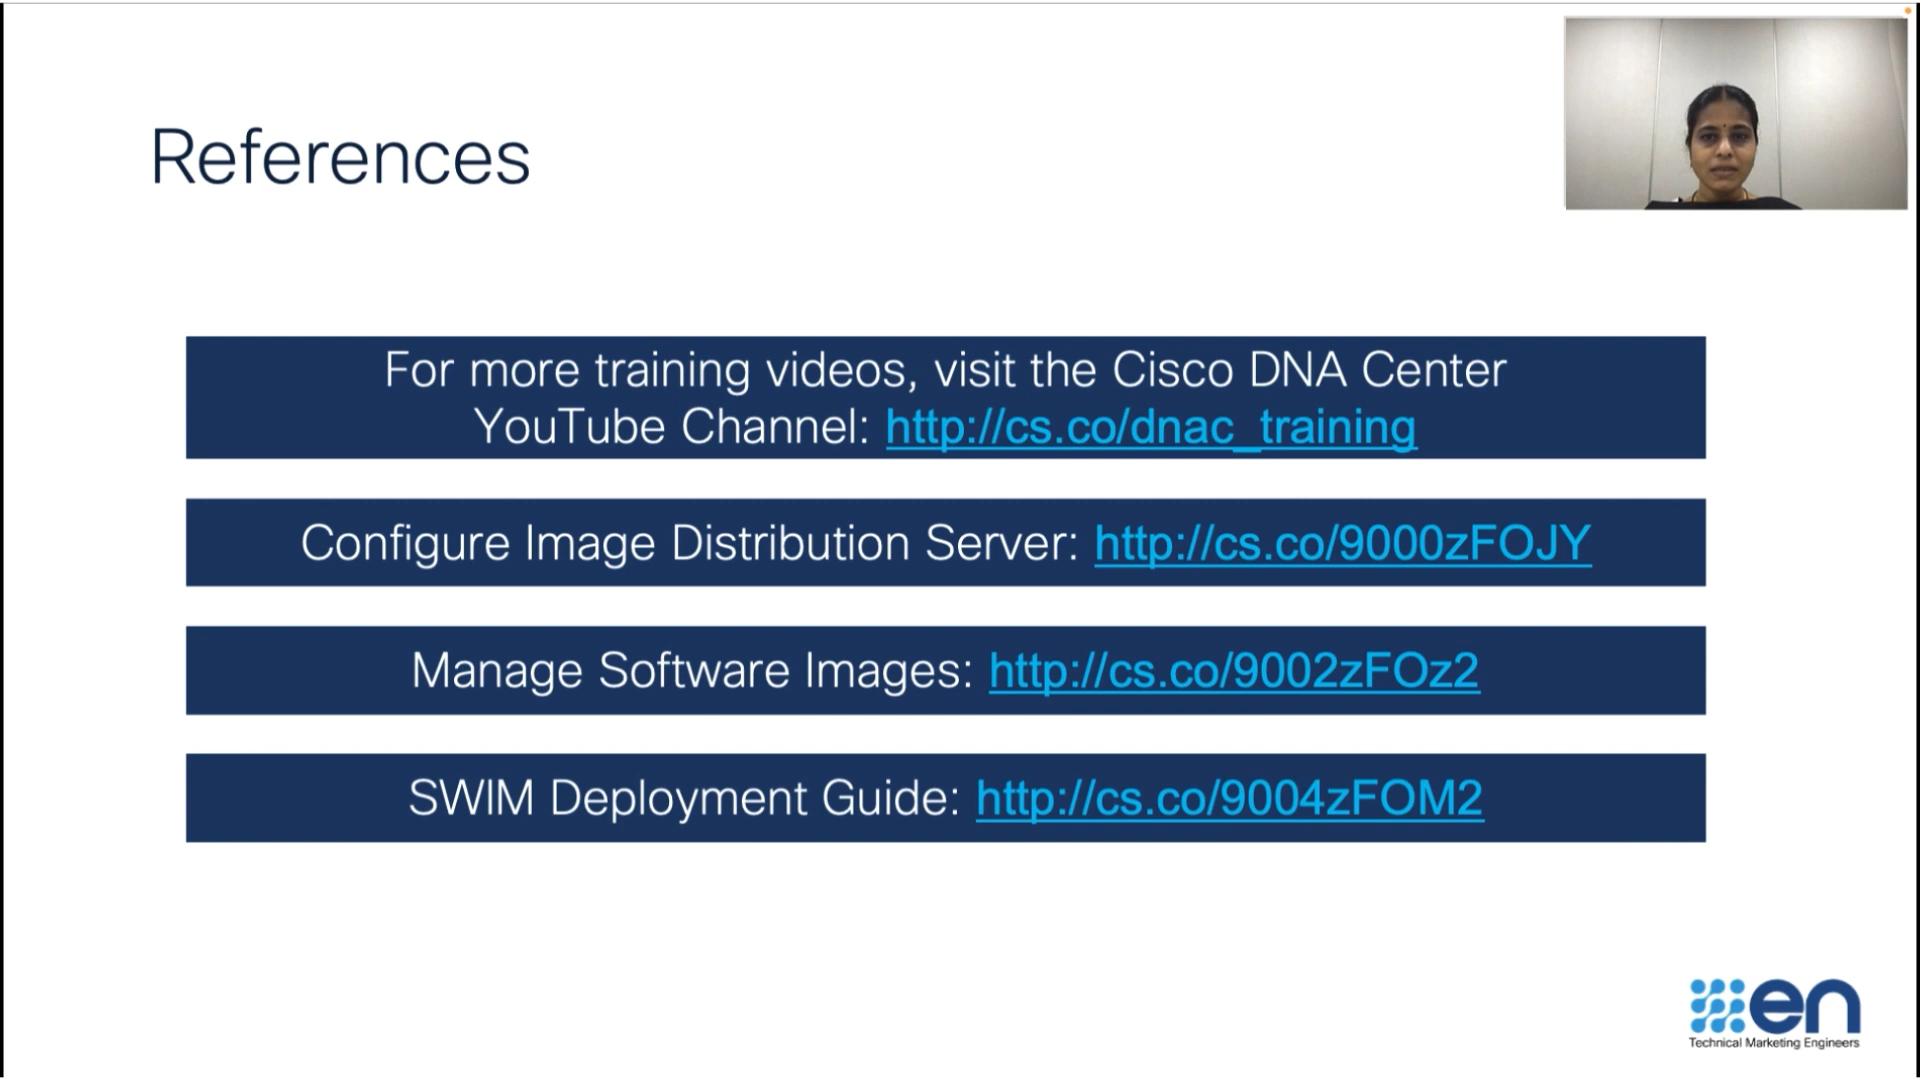 References
For more training videos, visit the Cisco DNA Center
YouTube Channel: http://cs.co/dnac_training
Configure Image Distribution Server: http://cs.co/9000zFOJY
Manage Software Images: http://cs.co/9002zFOz2
SWIM Deployment Guide: http://cs.co/9004zFOM2
en
Technical Marketing Engineers